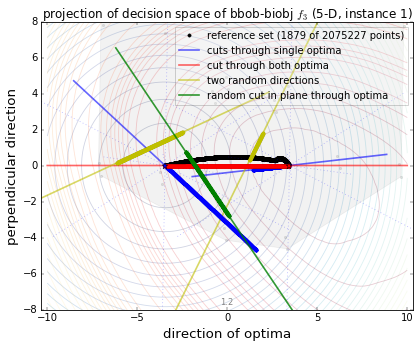 projection of decision space of bbob-biobj f₃ (5-D, instance 1)
reference set (1879 of 2075227 points)
cuts through single optima
cut through both optima
two random directions
random cut in plane through optima
perpendicular direction
8
6
4
2
0
−2
−4
−6
−8
1.2
−10
−5
0
5
10
direction of optima